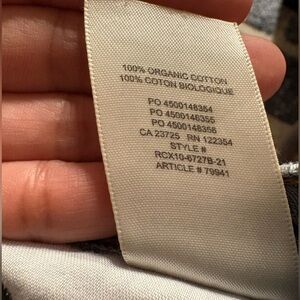 100% ORGANIC COTTON
100% COTON BIOLOGIQUE
PO 4500148354
PO 4500146355
PO 4500148356
CA 23725 RN 122354
STYLE #
RCX10-6727B-21
ARTICLE # 79941